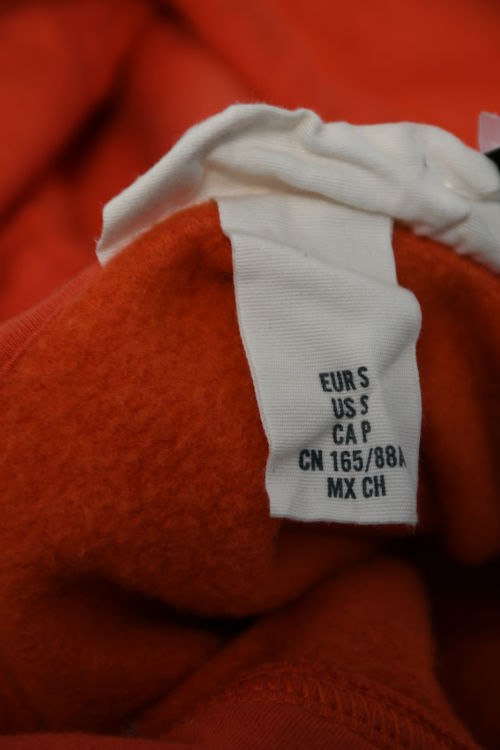 EUR S
US S
CA P
CN 165/88A
MX CH